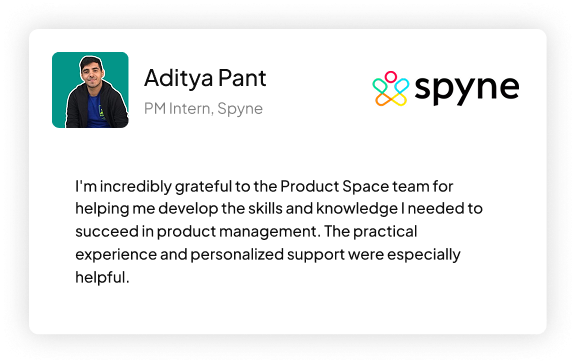 Aditya Pant
PM Intern, Spyne
spyne
I'm incredibly grateful to the Product Space team for
helping me develop the skills and knowledge I needed to
succeed in product management. The practical
experience and personalized support were especially
helpful.